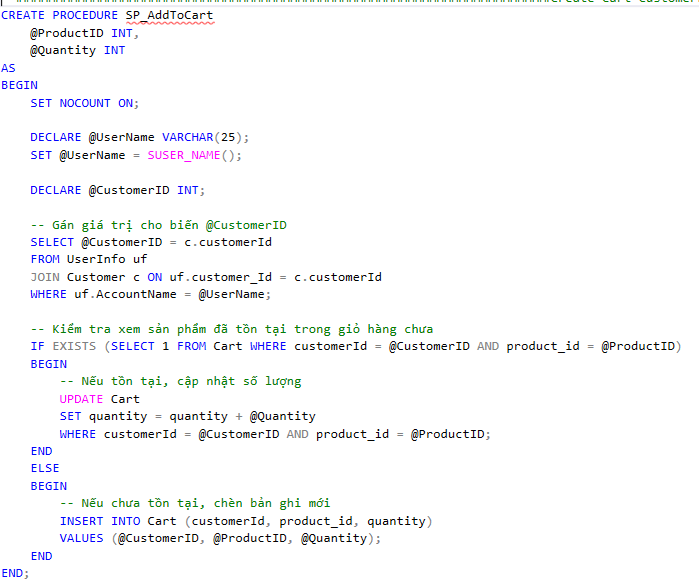 CREATE PROCEDURE SP_AddToCart
    @ProductID INT,
    @Quantity INT
AS
BEGIN
    SET NOCOUNT ON;

    DECLARE @UserName VARCHAR(25);
    SET @UserName = SUSER_NAME();

    DECLARE @CustomerID INT;

    -- Gán giá trị cho biến @CustomerID
    SELECT @CustomerID = c.customerId
    FROM UserInfo uf
    JOIN Customer c ON uf.customer_Id = c.customerId
    WHERE uf.AccountName = @UserName;

    -- Kiểm tra xem sản phẩm đã tồn tại trong giỏ hàng chưa
    IF EXISTS (SELECT 1 FROM Cart WHERE customerId = @CustomerID AND product_id = @ProductID)
    BEGIN
        -- Nếu tồn tại, cập nhật số lượng
        UPDATE Cart
        SET quantity = quantity + @Quantity
        WHERE customerId = @CustomerID AND product_id = @ProductID;
    END
    ELSE
    BEGIN
        -- Nếu chưa tồn tại, chèn bản ghi mới
        INSERT INTO Cart (customerId, product_id, quantity)
        VALUES (@CustomerID, @ProductID, @Quantity);
    END
END;